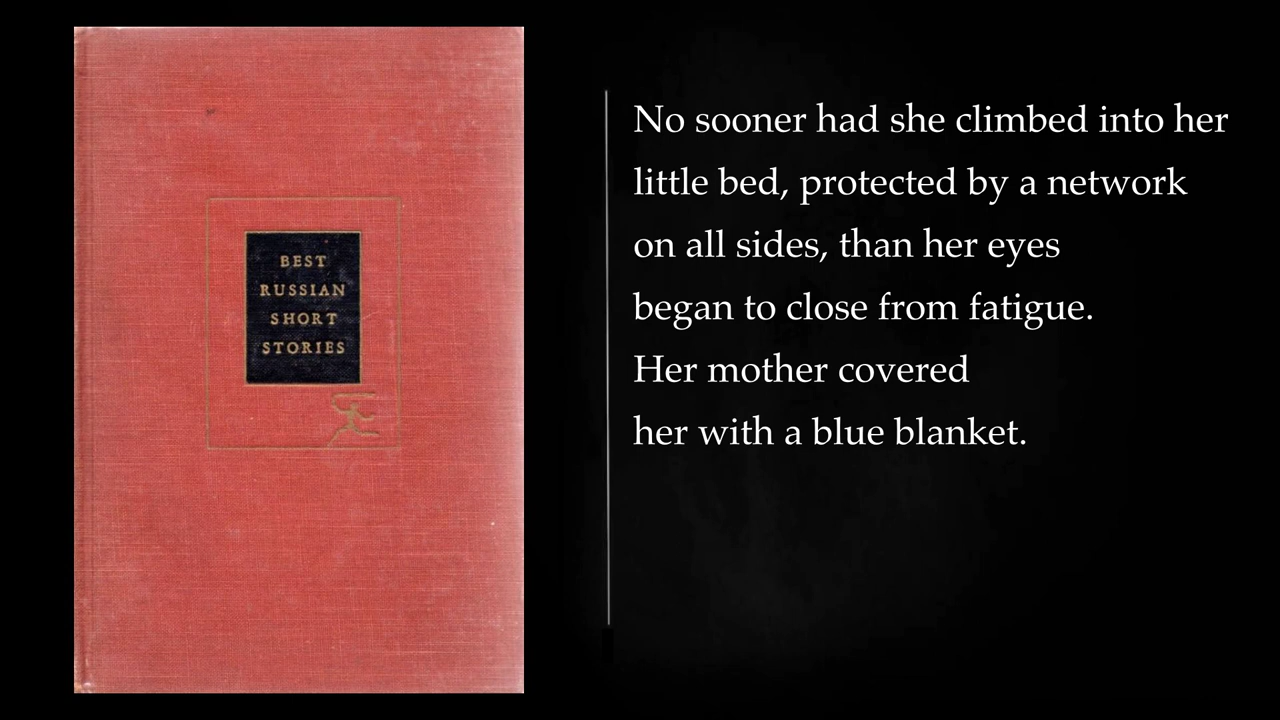 BEST
RUSSIAN
SHORT
STORIES
No sooner had she climbed into her
little bed, protected by a network
on all sides, than her eyes
began to close from fatigue.
Her mother covered
her with a blue blanket.